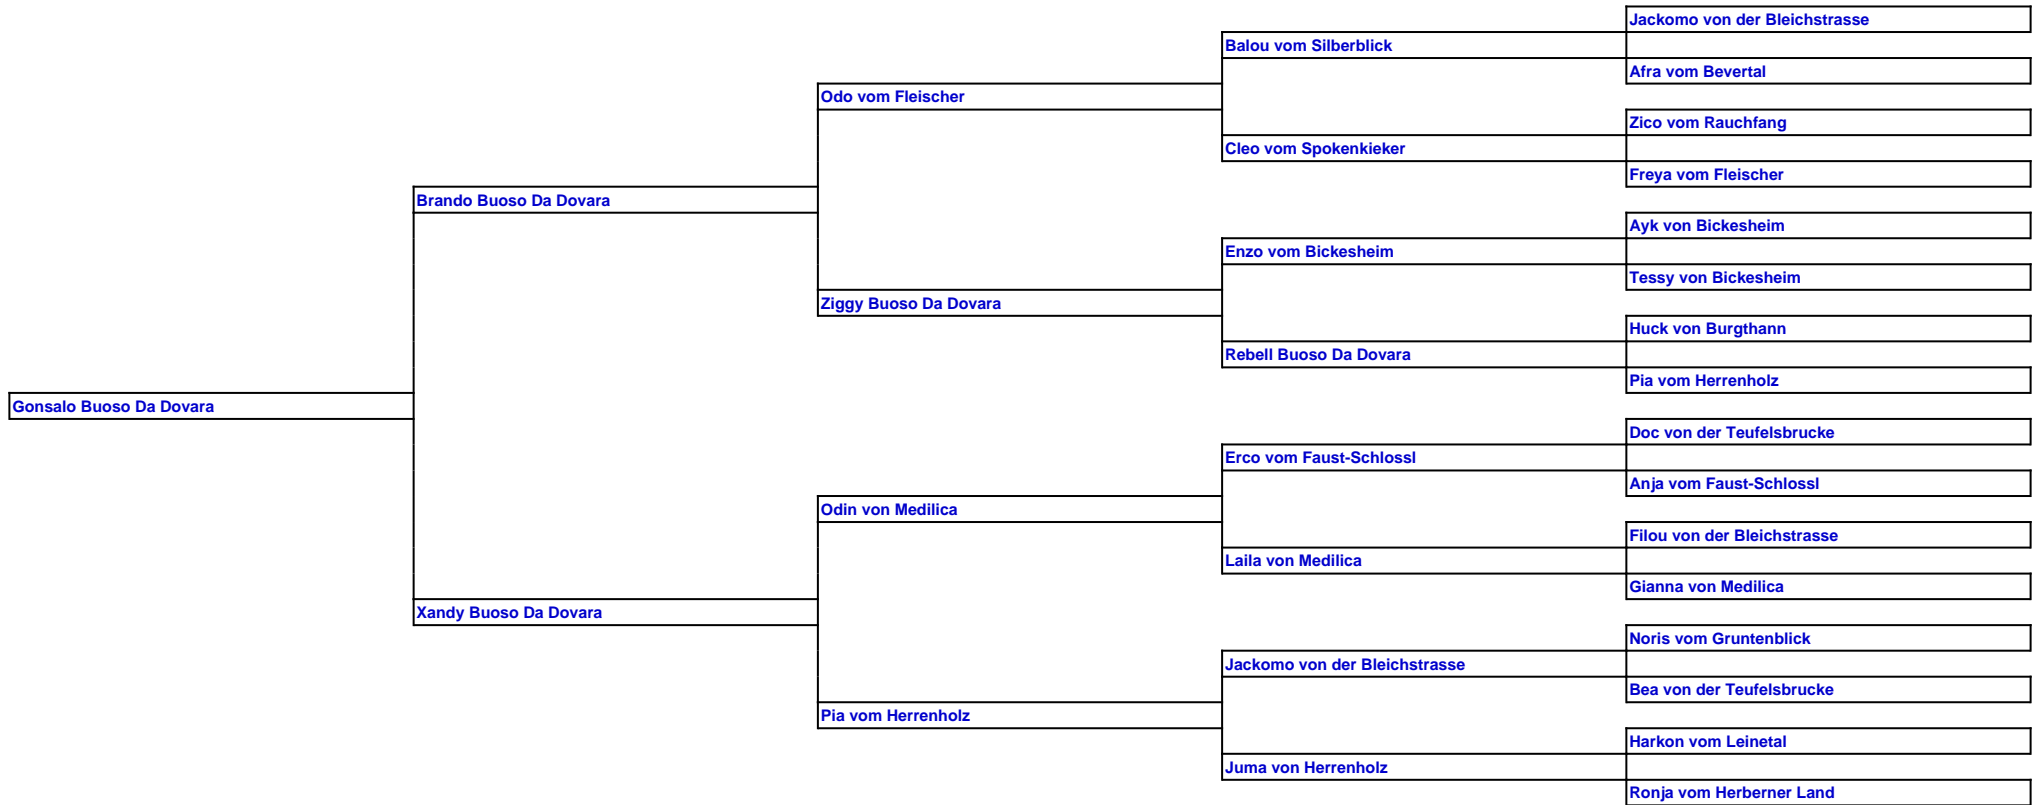 Jackomo von der Bleichstrasse
Balou vom Silberblick
Afra vom Bevertal
Odo vom Fleischer
Zico vom Rauchfang
Cleo vom Spokenkieker
Freya vom Fleischer
Brando Buoso Da Dovara
Ayk von Bickesheim
Enzo vom Bickesheim
Tessy von Bickesheim
Ziggy Buoso Da Dovara
Huck von Burgthann
Rebell Buoso Da Dovara
Pia vom Herrenholz
Gonsalo Buoso Da Dovara
Doc von der Teufelsbrucke
Erco vom Faust-Schlossl
Anja vom Faust-Schlossl
Odin von Medilica
Filou von der Bleichstrasse
Laila von Medilica
Gianna von Medilica
Xandy Buoso Da Dovara
Noris vom Gruntenblick
Jackomo von der Bleichstrasse
Bea von der Teufelsbrucke
Pia vom Herrenholz
Harkon vom Leinetal
Juma von Herrenholz
Ronja vom Herberner Land